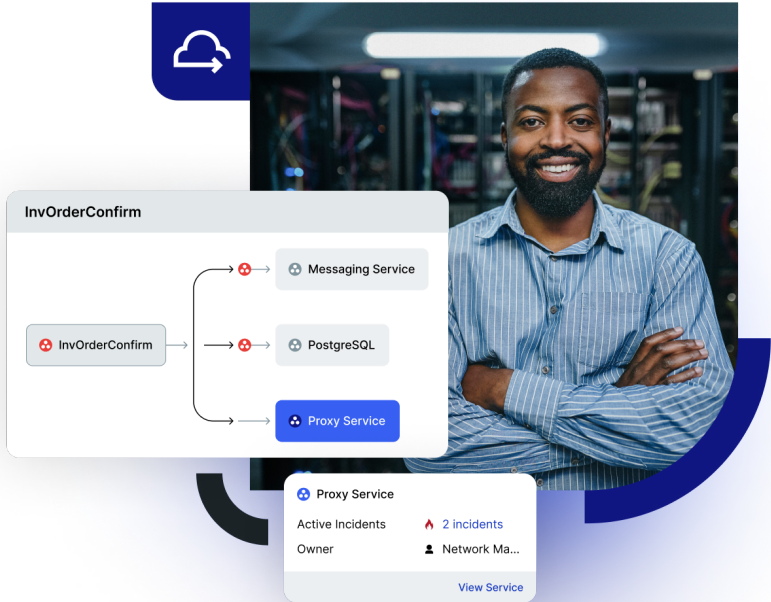 InvOrderConfirm
Messaging Service
InvOrderConfirm
PostgreSQL
Proxy Service
Proxy Service
Active Incidents 2 incidents
Owner Network Ma...
View Service